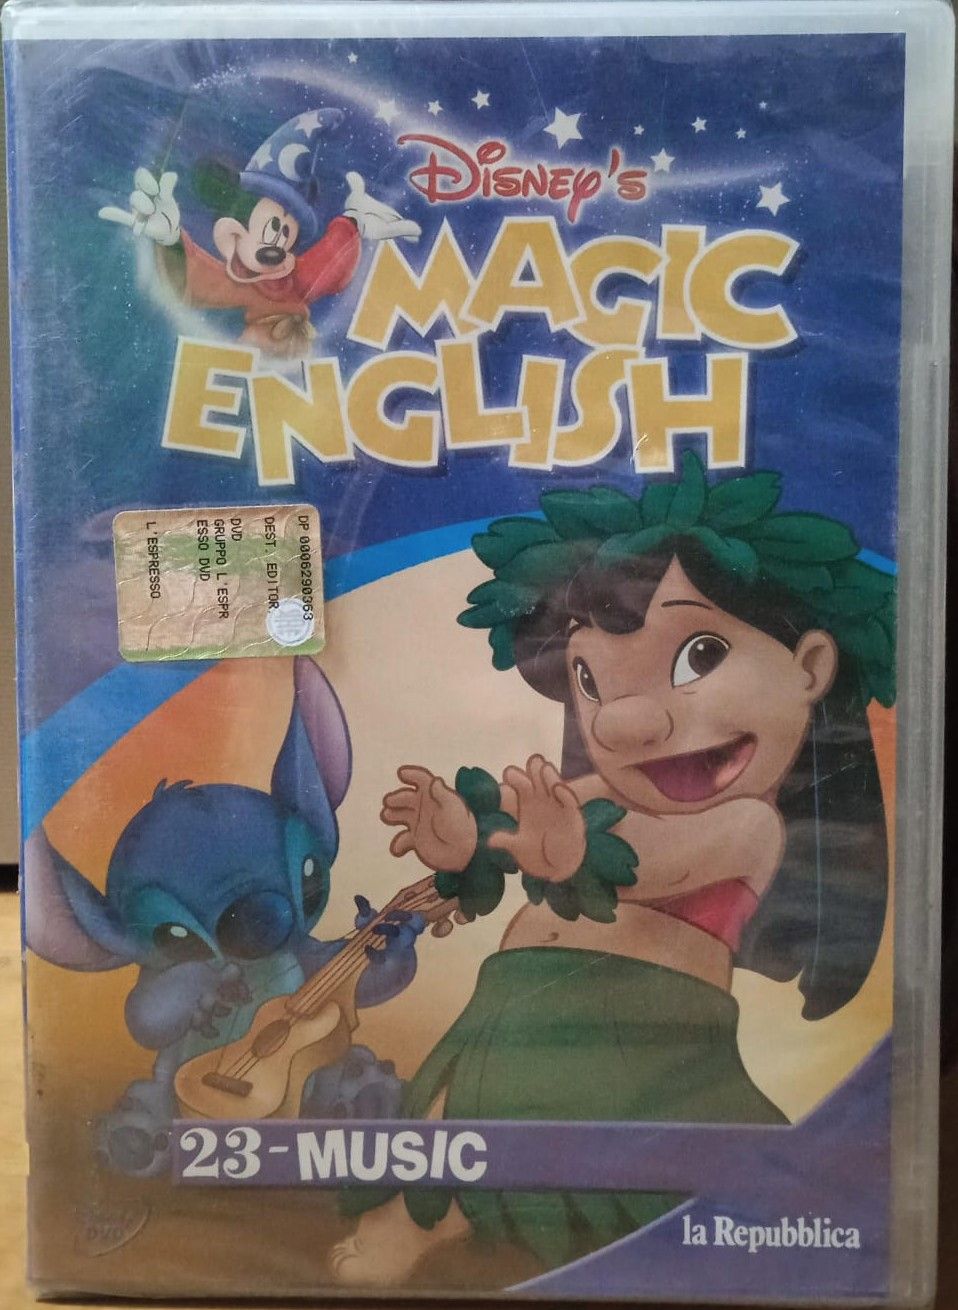 DISNEY'S
MAGIC
ENGLISH
DP 0006290363
DEST. EDITOR.
DVD
GRUPPO L'ESPR
ESSO DVD
L'ESPRESSO
23-MUSIC
DVD
la Repubblica